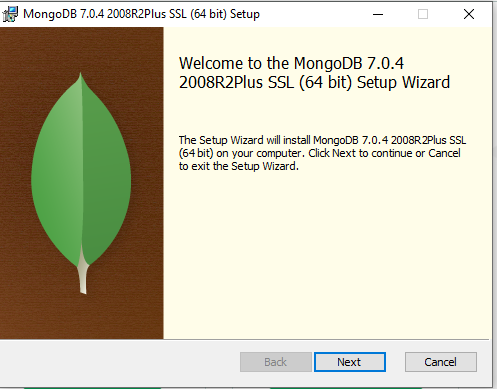 MongoDB 7.0.4 2008R2Plus SSL (64 bit) Setup
Welcome to the MongoDB 7.0.4
2008R2Plus SSL (64 bit) Setup Wizard
The Setup Wizard will install MongoDB 7.0.4 2008R2Plus SSL
(64 bit) on your computer. Click Next to continue or Cancel
to exit the Setup Wizard.
Back
Next
Cancel